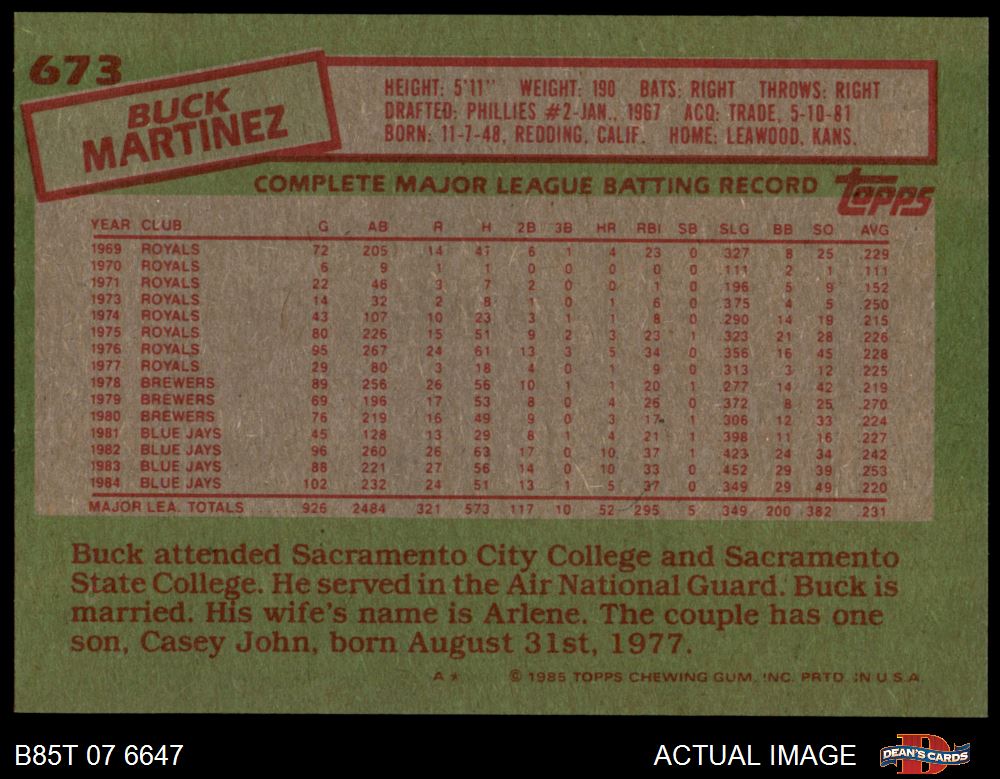 673
BUCK
MARTINEZ
HEIGHT: 5'11" WEIGHT: 190 BATS: RIGHT THROWS: RIGHT
DRAFTED: PHILLIES #2-JAN., 1967 ACQ: TRADE, 5-10-81
BORN: 11-7-48, REDDING, CALIF. HOME: LEAWOOD, KANS.
COMPLETE MAJOR LEAGUE BATTING RECORD topps
YEAR CLUB G AB R H 2B 3B HR RBI SB SLG BB SO AVG
1969 ROYALS 72 205 14 47 6 1 4 23 0 .327 8 25 .229
1970 ROYALS 6 9 1 1 0 0 0 0 0 .111 2 1 .111
1971 ROYALS 22 46 3 7 2 0 0 1 0 .196 5 9 .152
1973 ROYALS 14 32 2 8 1 0 1 6 0 .375 4 5 .250
1974 ROYALS 43 107 10 23 3 1 1 8 0 .290 14 19 .215
1975 ROYALS 80 226 15 51 9 2 3 23 1 .323 21 28 .226
1976 ROYALS 95 267 24 61 13 3 5 34 0 .356 16 45 .228
1977 ROYALS 29 80 3 18 4 0 1 9 0 .313 3 12 .225
1978 BREWERS 89 256 26 56 10 1 1 20 1 .277 14 42 .219
1979 BREWERS 69 196 17 53 8 0 4 26 0 .372 8 25 .270
1980 BREWERS 76 219 16 49 9 0 3 17 1 .306 12 33 .224
1981 BLUE JAYS 45 128 13 29 8 1 4 21 1 .398 11 16 .227
1982 BLUE JAYS 96 260 26 63 17 0 10 37 1 .423 24 34 .242
1983 BLUE JAYS 88 221 27 56 14 0 10 33 0 .452 29 39 .253
1984 BLUE JAYS 102 232 24 51 13 1 5 37 0 .349 29 49 .220
MAJOR LEA. TOTALS 926 2484 321 573 117 10 52 295 5 .349 200 382 .231
Buck attended Sacramento City College and Sacramento
State College. He served in the Air National Guard. Buck is
married. His wife's name is Arlene. The couple has one
son, Casey John, born August 31st, 1977.
A* © 1985 TOPPS CHEWING GUM, INC. PRTD. IN U.S.A.
B85T 07 6647 ACTUAL IMAGE DEAN'S CARDS